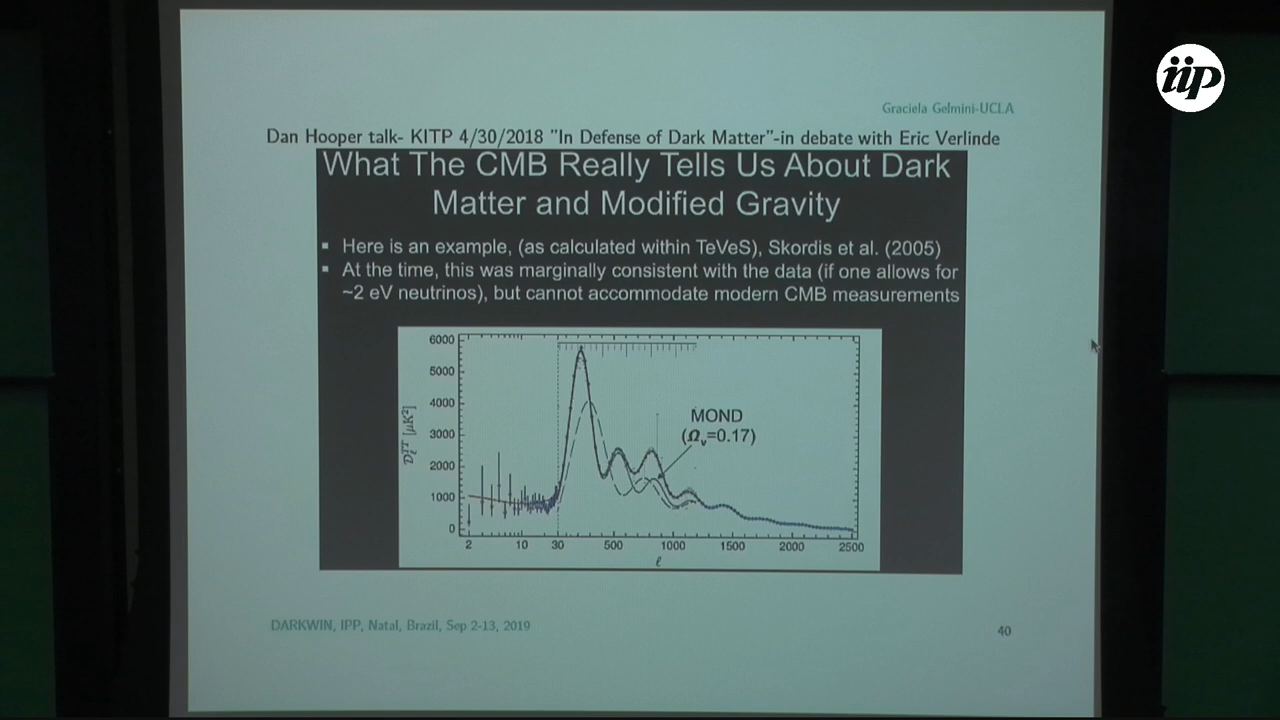 iip
Graciela Gelmini-UCLA
Dan Hooper talk- KITP 4/30/2018 "In Defense of Dark Matter"-in debate with Eric Verlinde
What The CMB Really Tells Us About Dark
Matter and Modified Gravity
▪ Here is an example, (as calculated within TeVeS), Skordis et al. (2005)
▪ At the time, this was marginally consistent with the data (if one allows for
~2 eV neutrinos), but cannot accommodate modern CMB measurements
6000
5000
4000
3000
2000
1000
0
MOND
(Ωᵥ=0.17)
2 10 30 500 1000 1500 2000 2500
ℓ
DARKWIN, IPP, Natal, Brazil, Sep 2-13, 2019
40